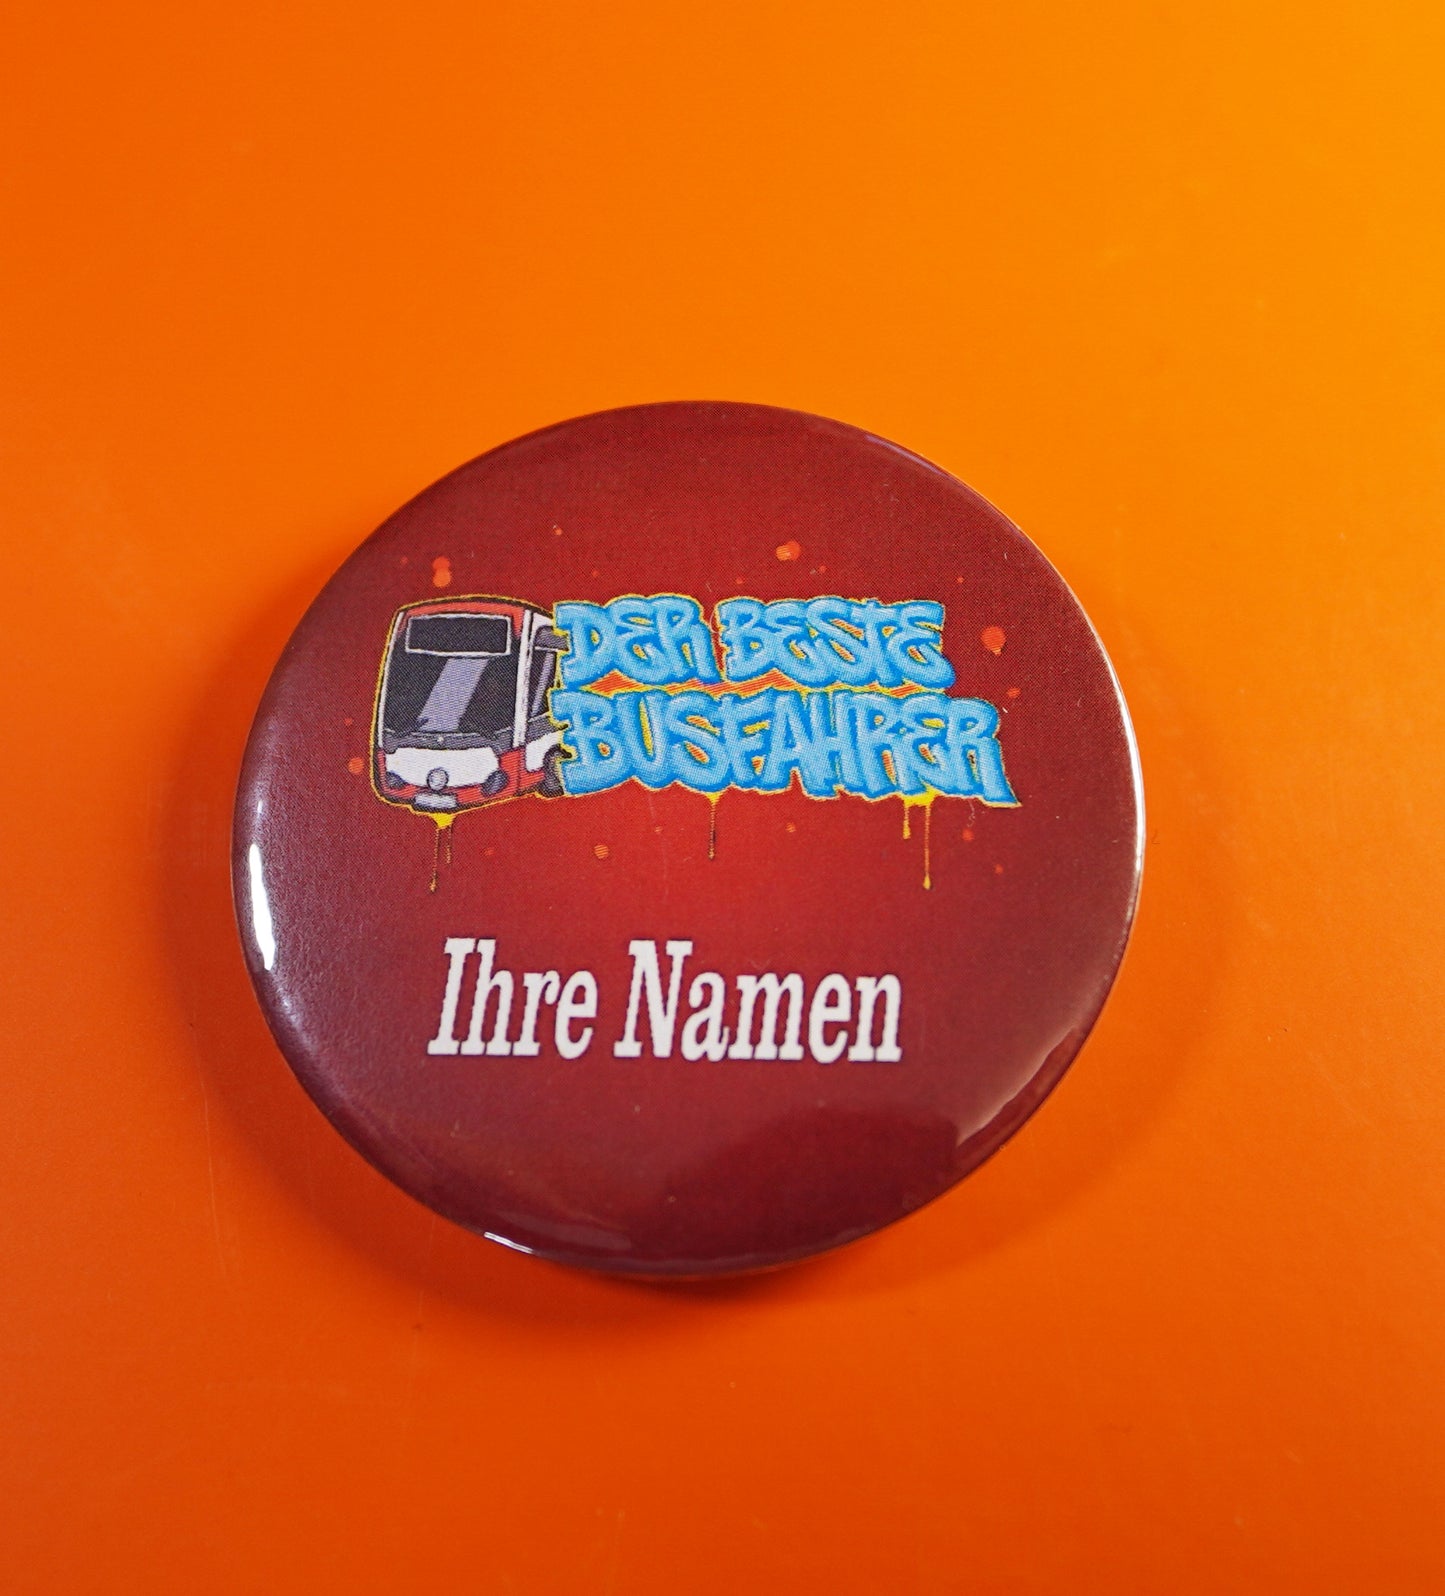 DER BESTE
BUSFAHRER
Ihre Namen